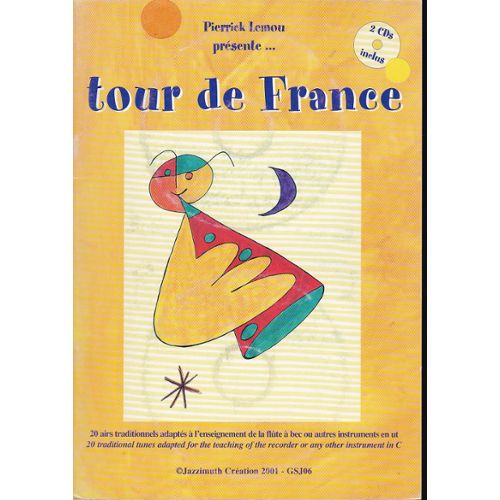 Pierrick Lemou
présente ...
2 CDs
inclus
tour de France
20 airs traditionnels adaptés à l'enseignement de la flûte à bec ou autres instruments en ut
20 traditional tunes adapted for the teaching of the recorder or any other instrument in C
©Jazzimuth Création 2001 - GSJ06